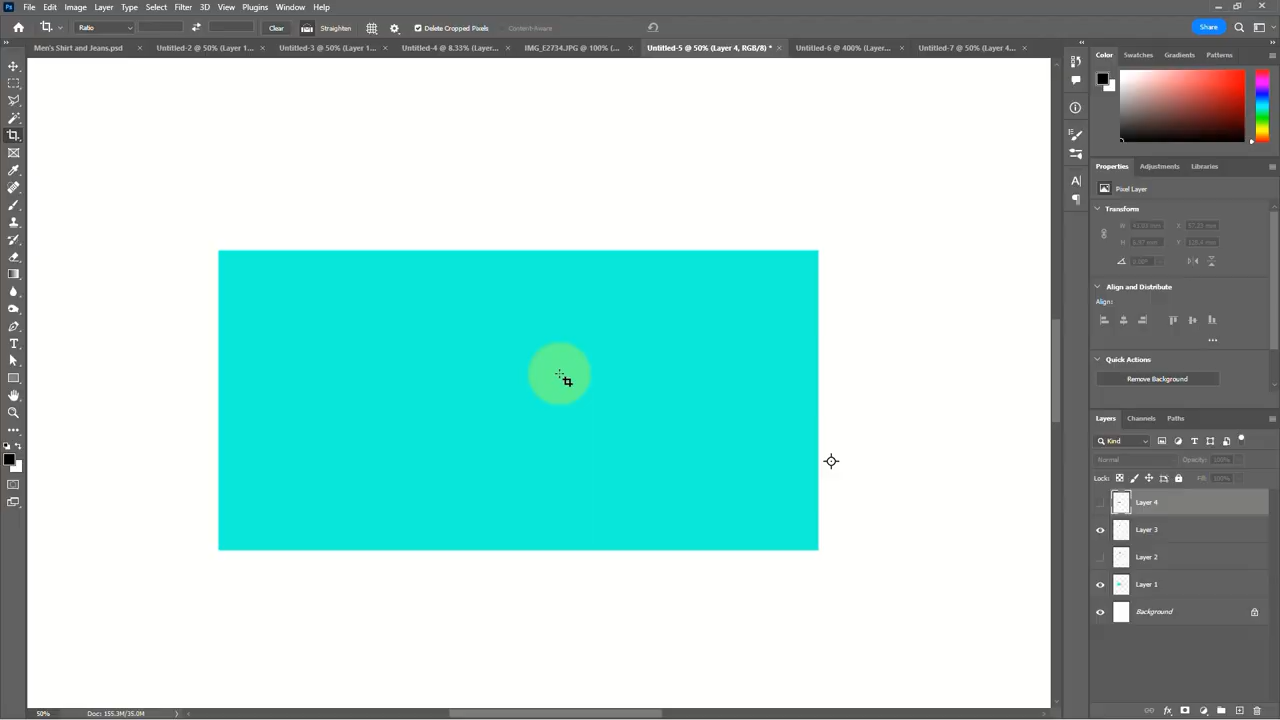 Ps File Edit Image Layer Type Select Filter 3D View Plugins Window Help
Ratio Clear Straighten Delete Cropped Pixels Content-Aware Share
Men's Shirt and Jeans.psd Untitled-2 @ 50% (Layer 1... Untitled-3 @ 50% (Layer 1... Untitled-4 @ 8.33% (Layer... IMG_E2734.JPG @ 100% (... Untitled-5 @ 50% (Layer 4, RGB/8) * Untitled-6 @ 400% (Layer... Untitled-7 @ 50% (Layer 4...
Color Swatches Gradients Patterns
Properties Adjustments Libraries
Pixel Layer
Transform
W X
H Y
0.00°
Align and Distribute
Align:
Quick Actions
Remove Background
Layers Channels Paths
Kind
Normal Opacity: 100%
Lock: Fill: 100%
Layer 4
Layer 3
Layer 2
Layer 1
Background
50% Doc: 155.3M/35.0M